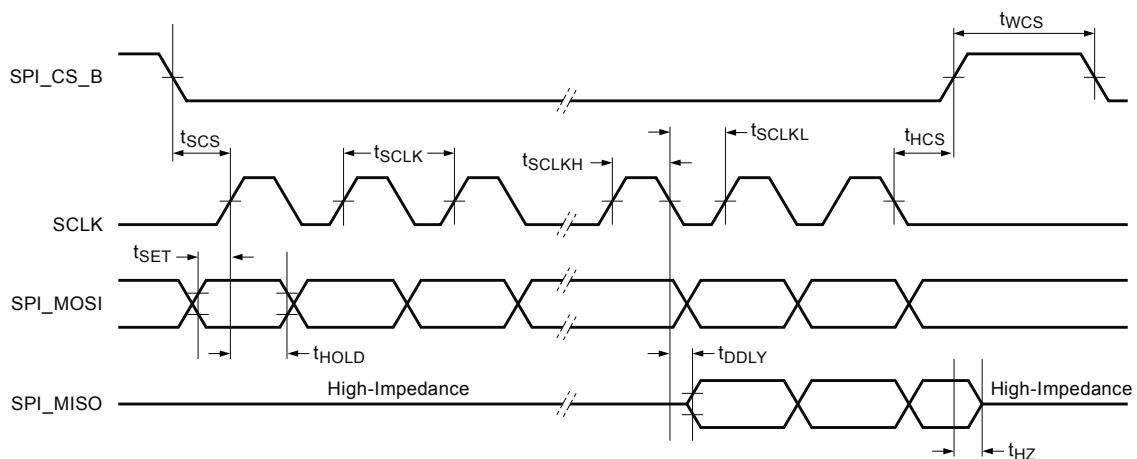 tWCS
SPI_CS_B
tSCS
tSCLK
tSCLKH
tSCLKL
tHCS
SCLK
tSET
SPI_MOSI
tHOLD
tDDLY
High-Impedance
High-Impedance
SPI_MISO
tHZ